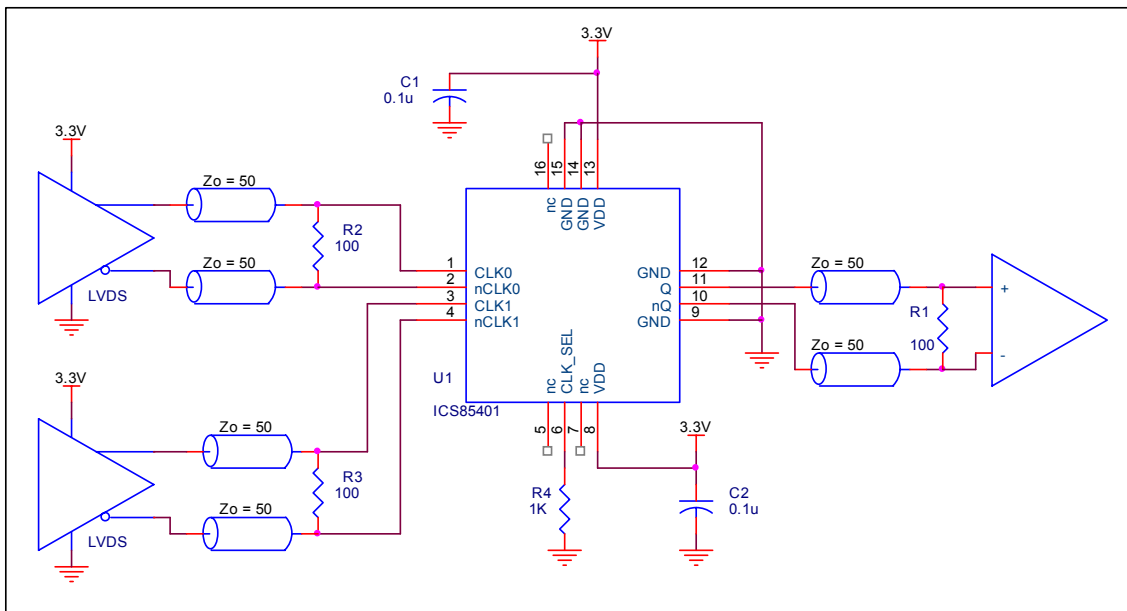 3.3V
C1
0.1u
3.3V
Zo = 50
R2
100
Zo = 50
LVDS
16
15
14
13
nc
GND
GND
VDD
1
2
3
4
CLK0
nCLK0
CLK1
nCLK1
GND
Q
nQ
GND
12
11
10
9
Zo = 50
R1
100
Zo = 50
+
-
U1
ICS85401
nc
CLK_SEL
nc
VDD
5
6
7
8
3.3V
Zo = 50
R3
100
Zo = 50
LVDS
R4
1K
3.3V
C2
0.1u